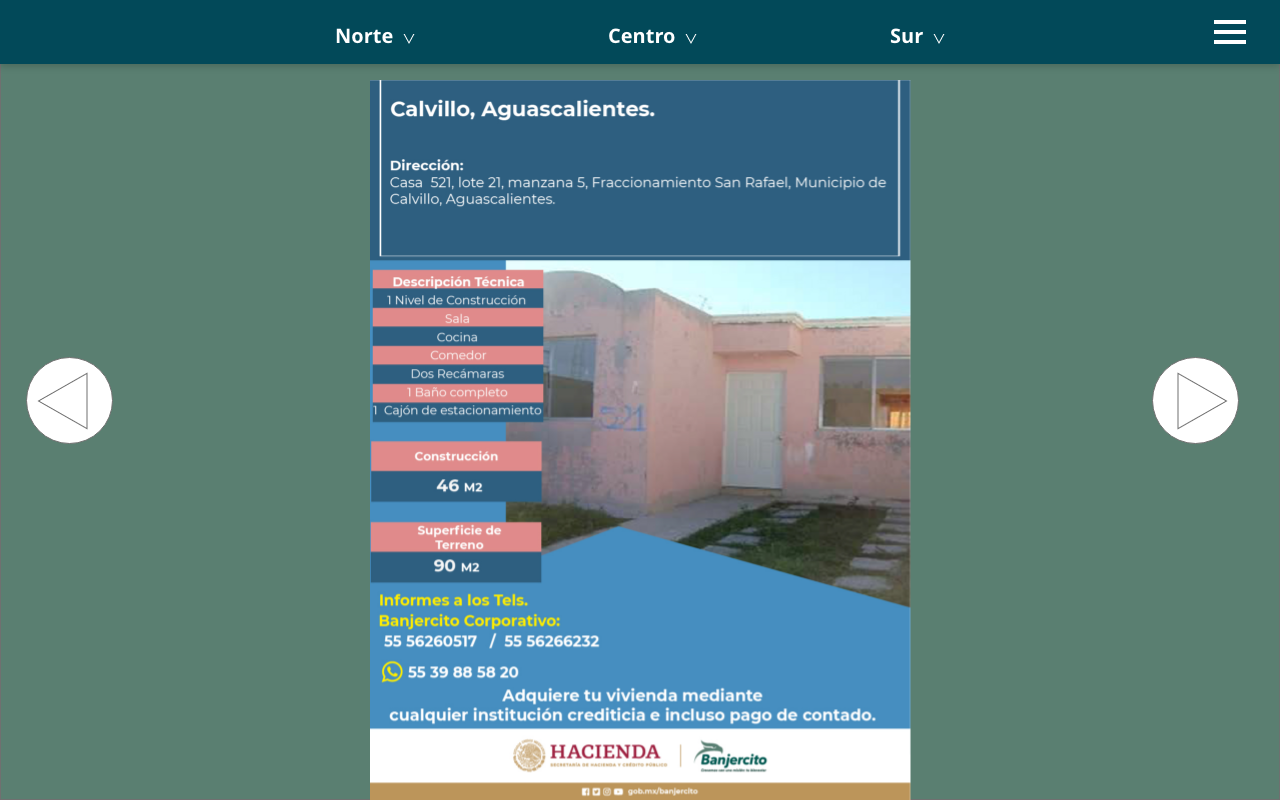 Norte
Centro
Sur
Calvillo, Aguascalientes.
Dirección:
Casa 521, lote 21, manzana 5, Fraccionamiento San Rafael, Municipio de
Calvillo, Aguascalientes.
Descripción Técnica
1 Nivel de Construcción
Sala
Cocina
Comedor
Dos Recámaras
1 Baño completo
1 Cajón de estacionamiento
521
Construcción
46 M2
Superficie de
Terreno
90 M2
Informes a los Tels.
Banjercito Corporativo:
55 56260517 / 55 56266232
55 39 88 58 20
Adquiere tu vivienda mediante
cualquier institución crediticia e incluso pago de contado.
HACIENDA
SECRETARÍA DE HACIENDA Y CRÉDITO PÚBLICO
Banjercito
gob.mx/banjercito